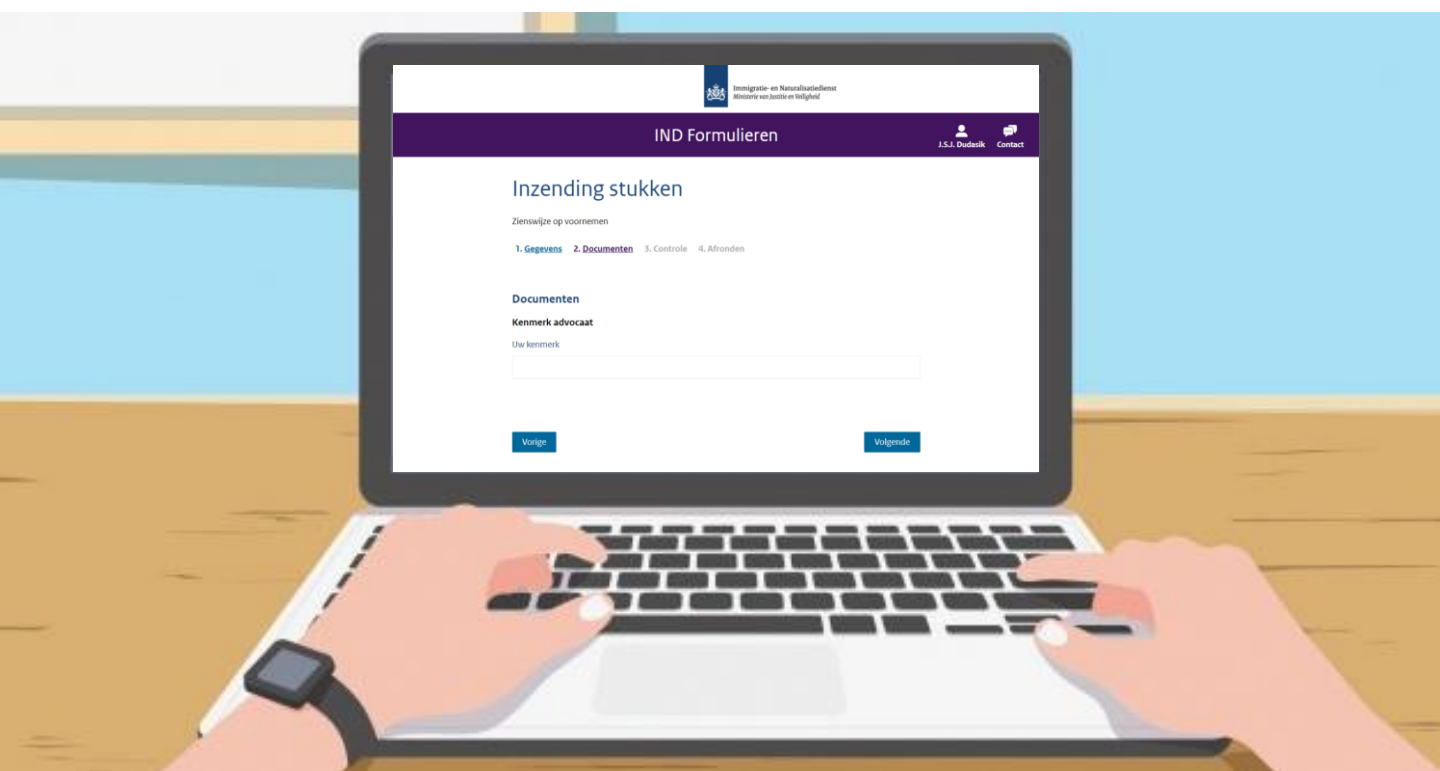 Immigratie- en Naturalisatiedienst
Ministerie van Justitie en Veiligheid
IND Formulieren
J.S.J. Dudasik
Contact
Inzending stukken
Zienswijze op voornemen
1. Gegevens 2. Documenten 3. Controle 4. Afronden
Documenten
Kenmerk advocaat
Uw kenmerk
Vorige
Volgende